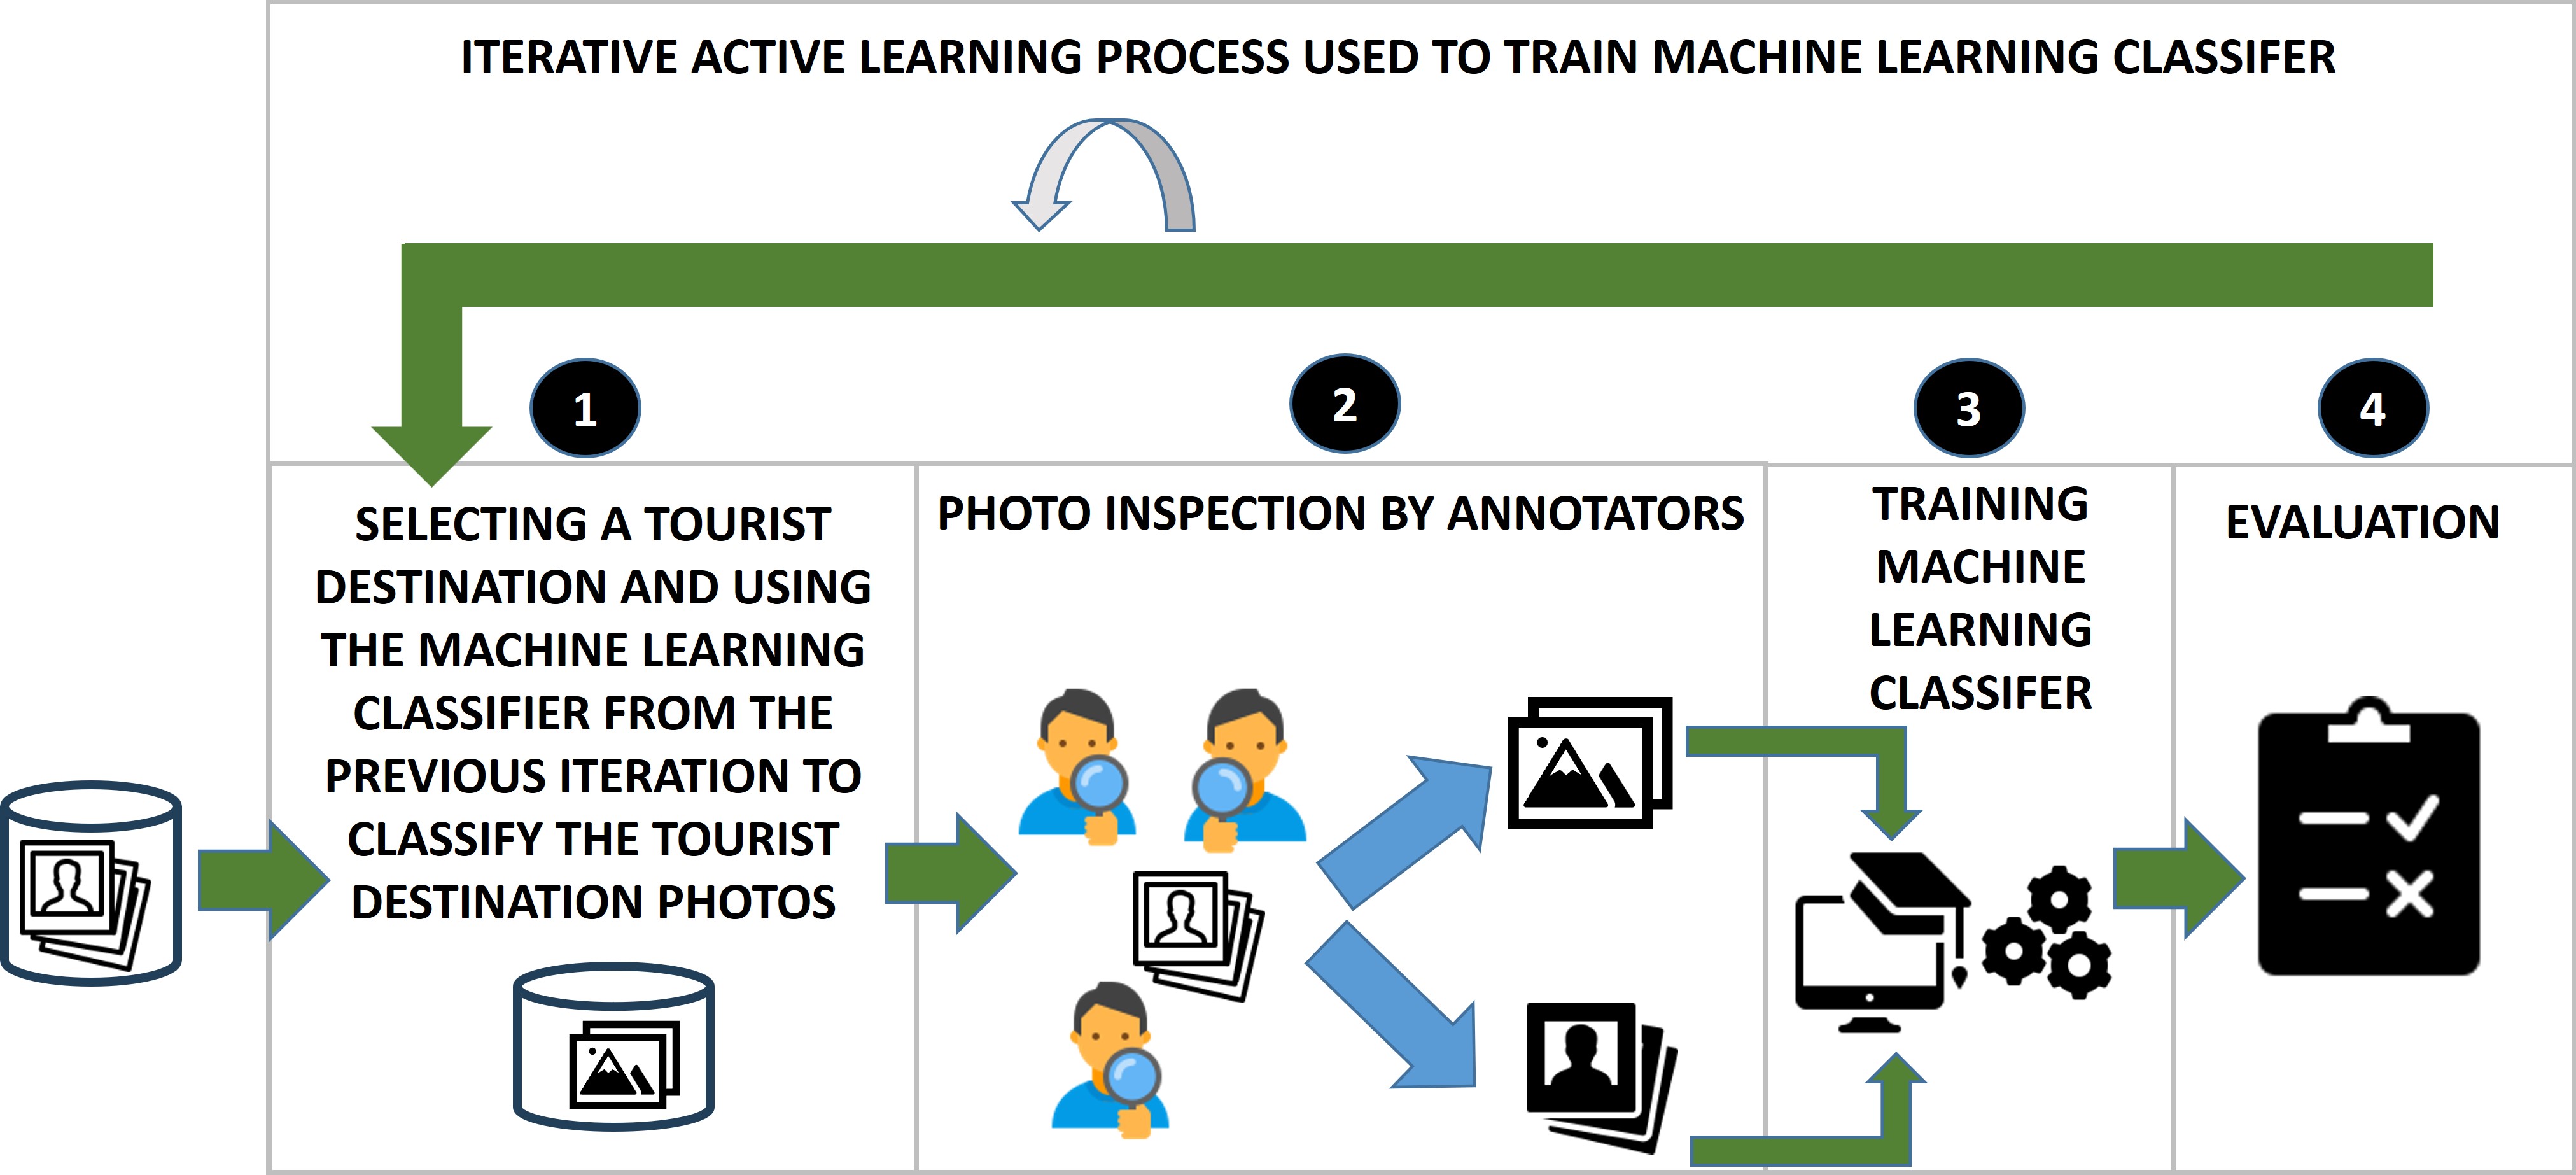 ITERATIVE ACTIVE LEARNING PROCESS USED TO TRAIN MACHINE LEARNING CLASSIFER
1
2
3
4
SELECTING A TOURIST
DESTINATION AND USING
THE MACHINE LEARNING
CLASSIFIER FROM THE
PREVIOUS ITERATION TO
CLASSIFY THE TOURIST
DESTINATION PHOTOS
PHOTO INSPECTION BY ANNOTATORS
TRAINING
MACHINE
LEARNING
CLASSIFER
EVALUATION